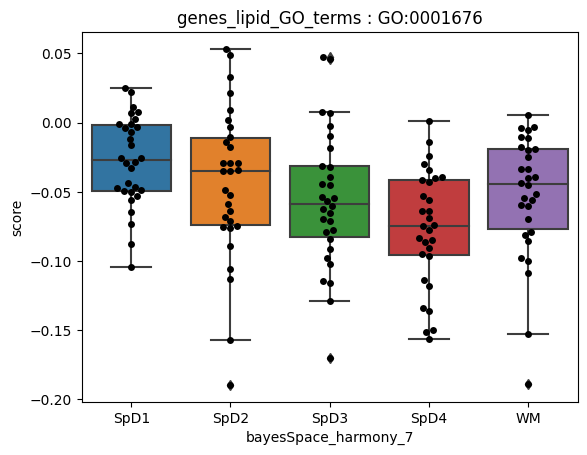 genes_lipid_GO_terms : GO:0001676
0.05
0.00
−0.05
−0.10
−0.15
−0.20
score
SpD1 SpD2 SpD3 SpD4 WM
bayesSpace_harmony_7